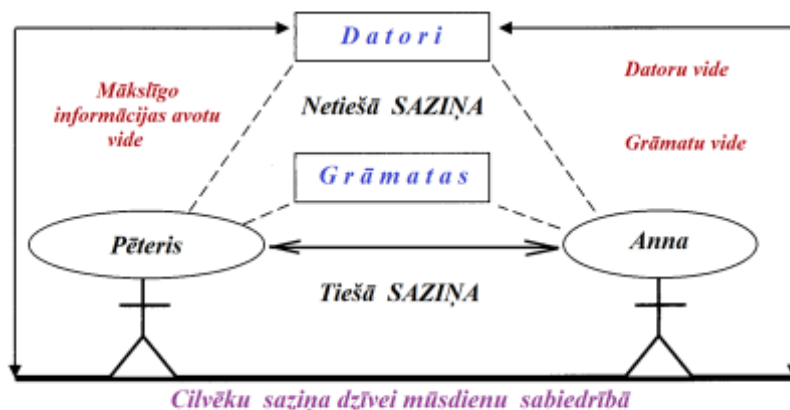 Datori
Mākslīgo
informācijas avotu
vide
Netiešā SAZIŅA
Datoru vide
Grāmatu vide
Grāmatas
Pēteris
Anna
Tiešā SAZIŅA
Cilvēku saziņa dzīvei mūsdienu sabiedrībā